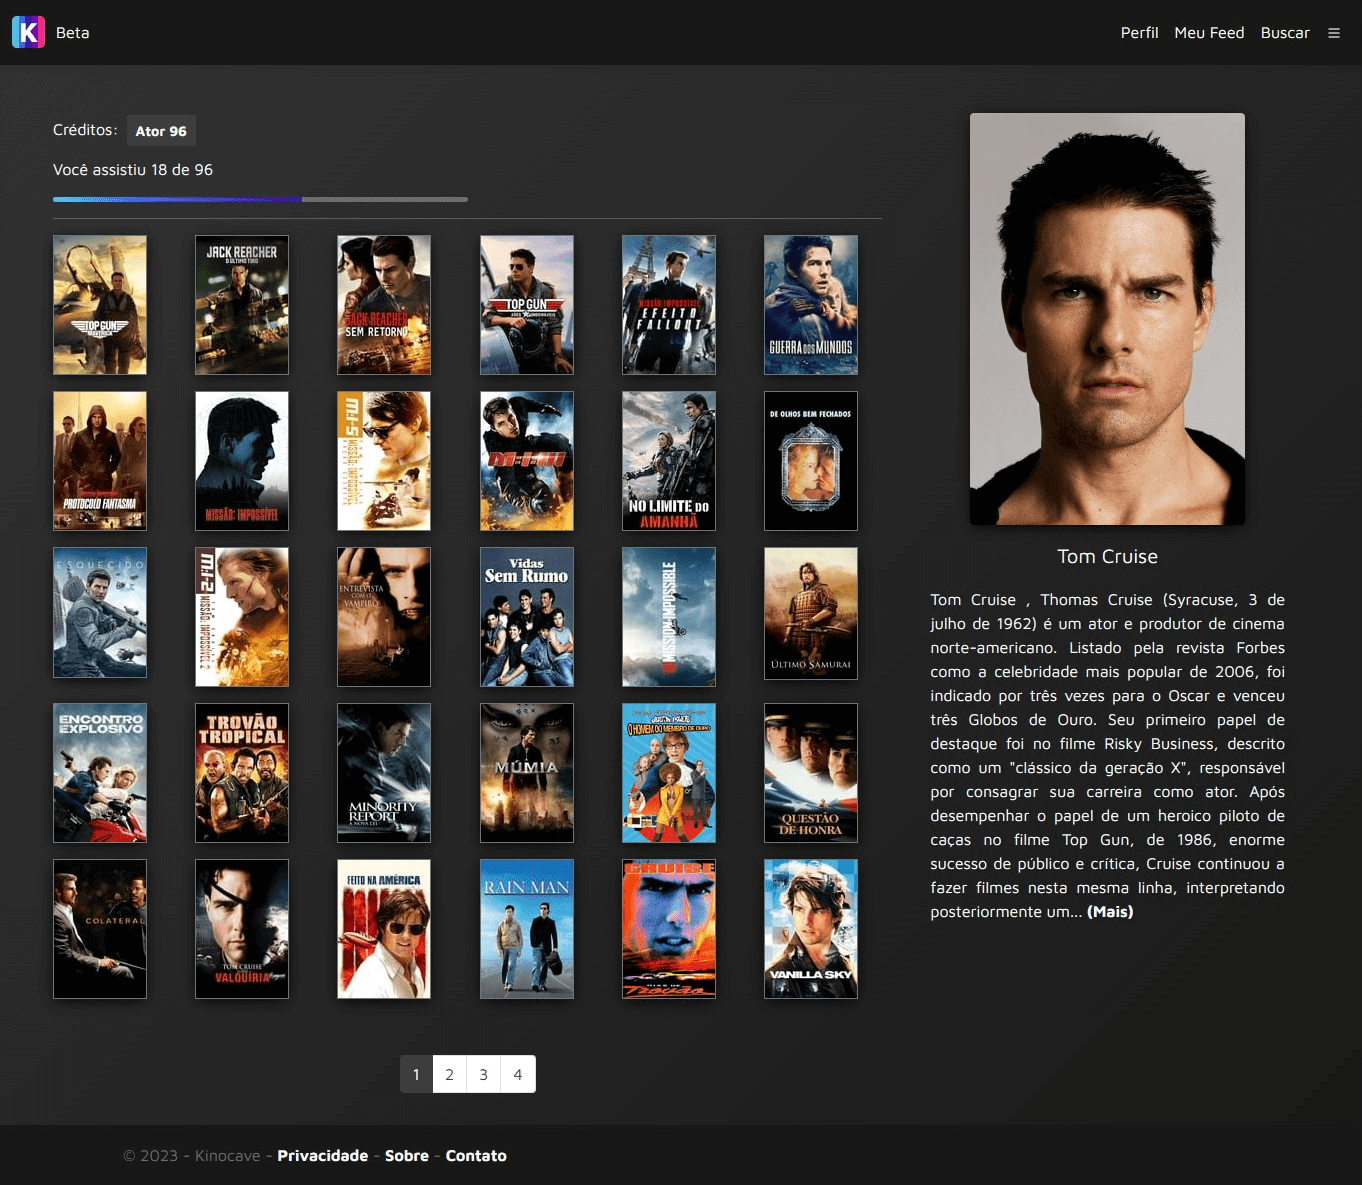 K Beta
Perfil Meu Feed Buscar
Créditos: Ator 96
Você assistiu 18 de 96
TOP GUN
MAVERICK
JACK REACHER
O ÚLTIMO TIRO
JACK REACHER
SEM RETORNO
TOP GUN
ASES INDOMÁVEIS
MISSÃO: IMPOSSÍVEL
EFEITO
FALLOUT
GUERRA DOS MUNDOS
PROTOCOLO FANTASMA
MISSÃO: IMPOSSÍVEL
M:I-5
MISSÃO: IMPOSSÍVEL
M:i:III
NO LIMITE DO
AMANHÃ
DE OLHOS BEM FECHADOS
ESQUECIDO
M:I-2
MISSÃO: IMPOSSÍVEL 2
ENTREVISTA
COM O
VAMPIRO
Vidas
Sem Rumo
MISSION: IMPOSSIBLE
ÚLTIMO SAMURAI
ENCONTRO
EXPLOSIVO
TROVÃO
TROPICAL
MINORITY
REPORT
A NOVA LEI
MÚMIA
O HOMEM DO MEMBRO DE OURO
QUESTÃO
DE HONRA
COLATERAL
TOM CRUISE
VALQUÍRIA
FEITO NA AMÉRICA
RAIN MAN
CRUISE
DIAS DE
Trovão
VANILLA SKY
1 2 3 4
Tom Cruise
Tom Cruise , Thomas Cruise (Syracuse, 3 de
julho de 1962) é um ator e produtor de cinema
norte-americano. Listado pela revista Forbes
como a celebridade mais popular de 2006, foi
indicado por três vezes para o Oscar e venceu
três Globos de Ouro. Seu primeiro papel de
destaque foi no filme Risky Business, descrito
como um "clássico da geração X", responsável
por consagrar sua carreira como ator. Após
desempenhar o papel de um heroico piloto de
caças no filme Top Gun, de 1986, enorme
sucesso de público e crítica, Cruise continuou a
fazer filmes nesta mesma linha, interpretando
posteriormente um... (Mais)
© 2023 - Kinocave - Privacidade - Sobre - Contato